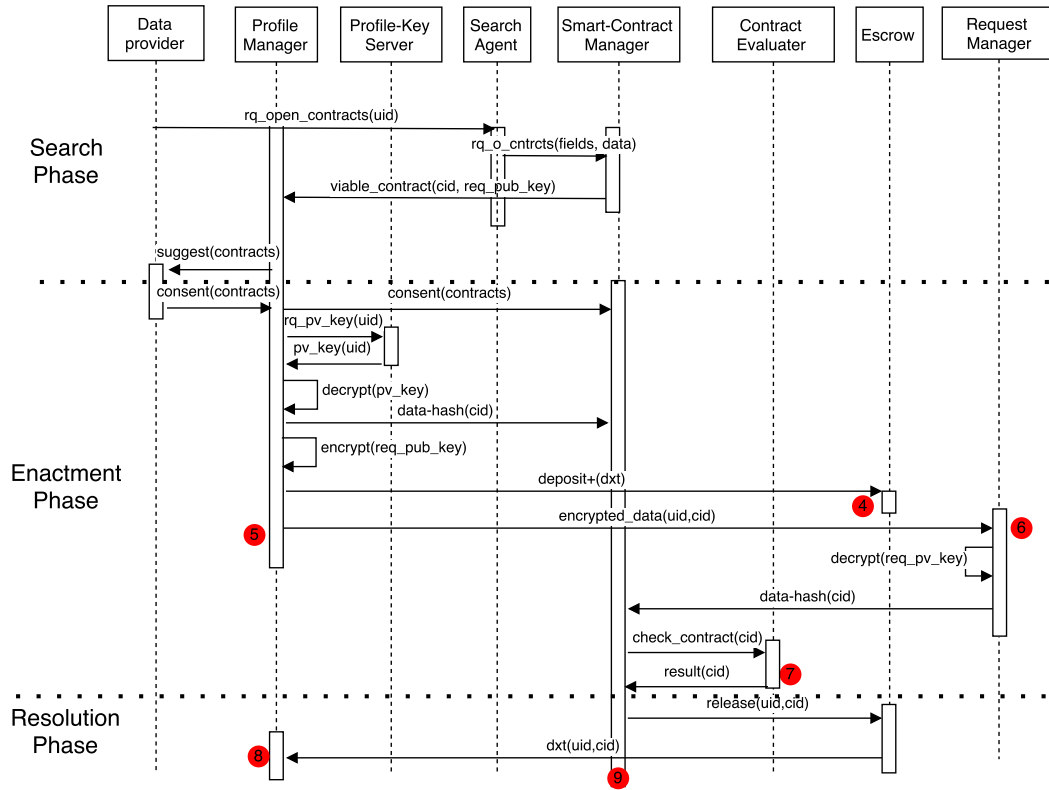 Data
provider
Profile
Manager
Profile-Key
Server
Search
Agent
Smart-Contract
Manager
Contract
Evaluater
Escrow
Request
Manager
rq_open_contracts(uid)
Search
Phase
rq_o_cntrcts(fields, data)
viable_contract(cid, req_pub_key)
suggest(contracts)
consent(contracts)
consent(contracts)
rq_pv_key(uid)
pv_key(uid)
decrypt(pv_key)
data-hash(cid)
encrypt(req_pub_key)
Enactment
Phase
deposit+(dxt)
4
encrypted_data(uid,cid)
5
6
decrypt(req_pv_key)
data-hash(cid)
check_contract(cid)
result(cid)
7
Resolution
Phase
release(uid,cid)
dxt(uid,cid)
8
9